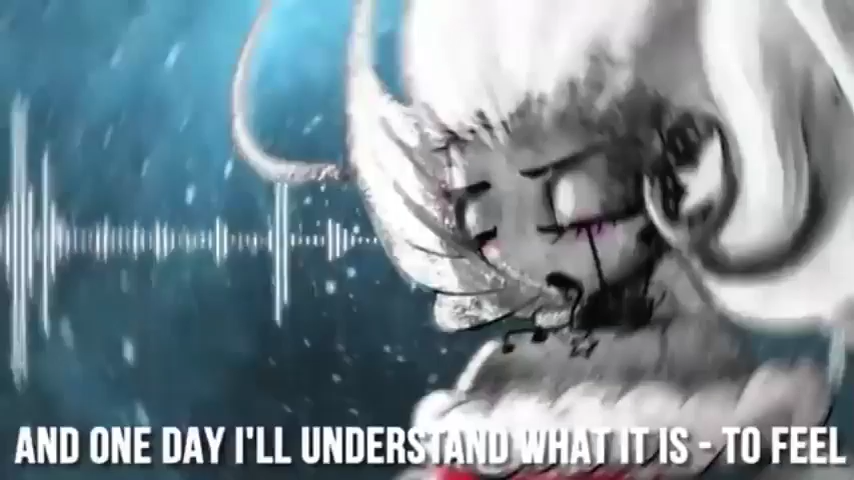 AND ONE DAY I'LL UNDERSTAND WHAT IT IS - TO FEEL